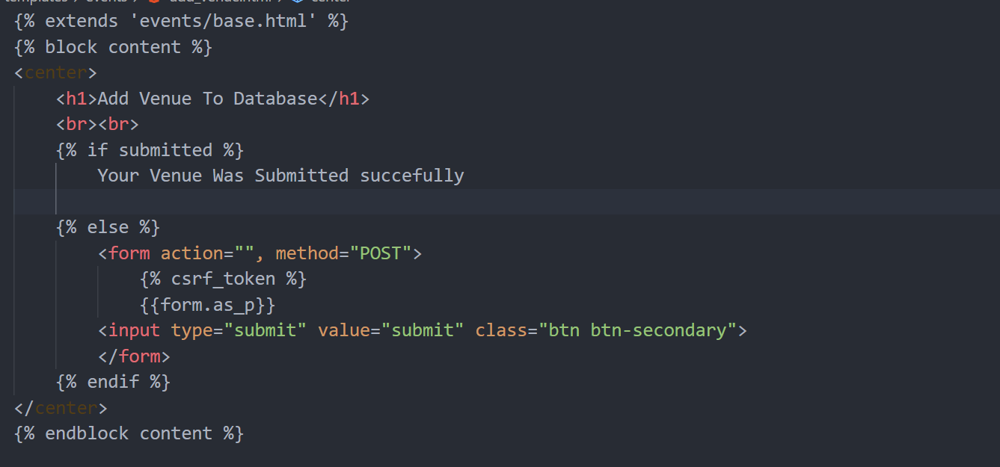 {% extends 'events/base.html' %}
{% block content %}
<center>
    <h1>Add Venue To Database</h1>
    <br><br>
    {% if submitted %}
        Your Venue Was Submitted succefully
    {% else %}
        <form action="", method="POST">
            {% csrf_token %}
            {{form.as_p}}
        <input type="submit" value="submit" class="btn btn-secondary">
        </form>
    {% endif %}
</center>
{% endblock content %}